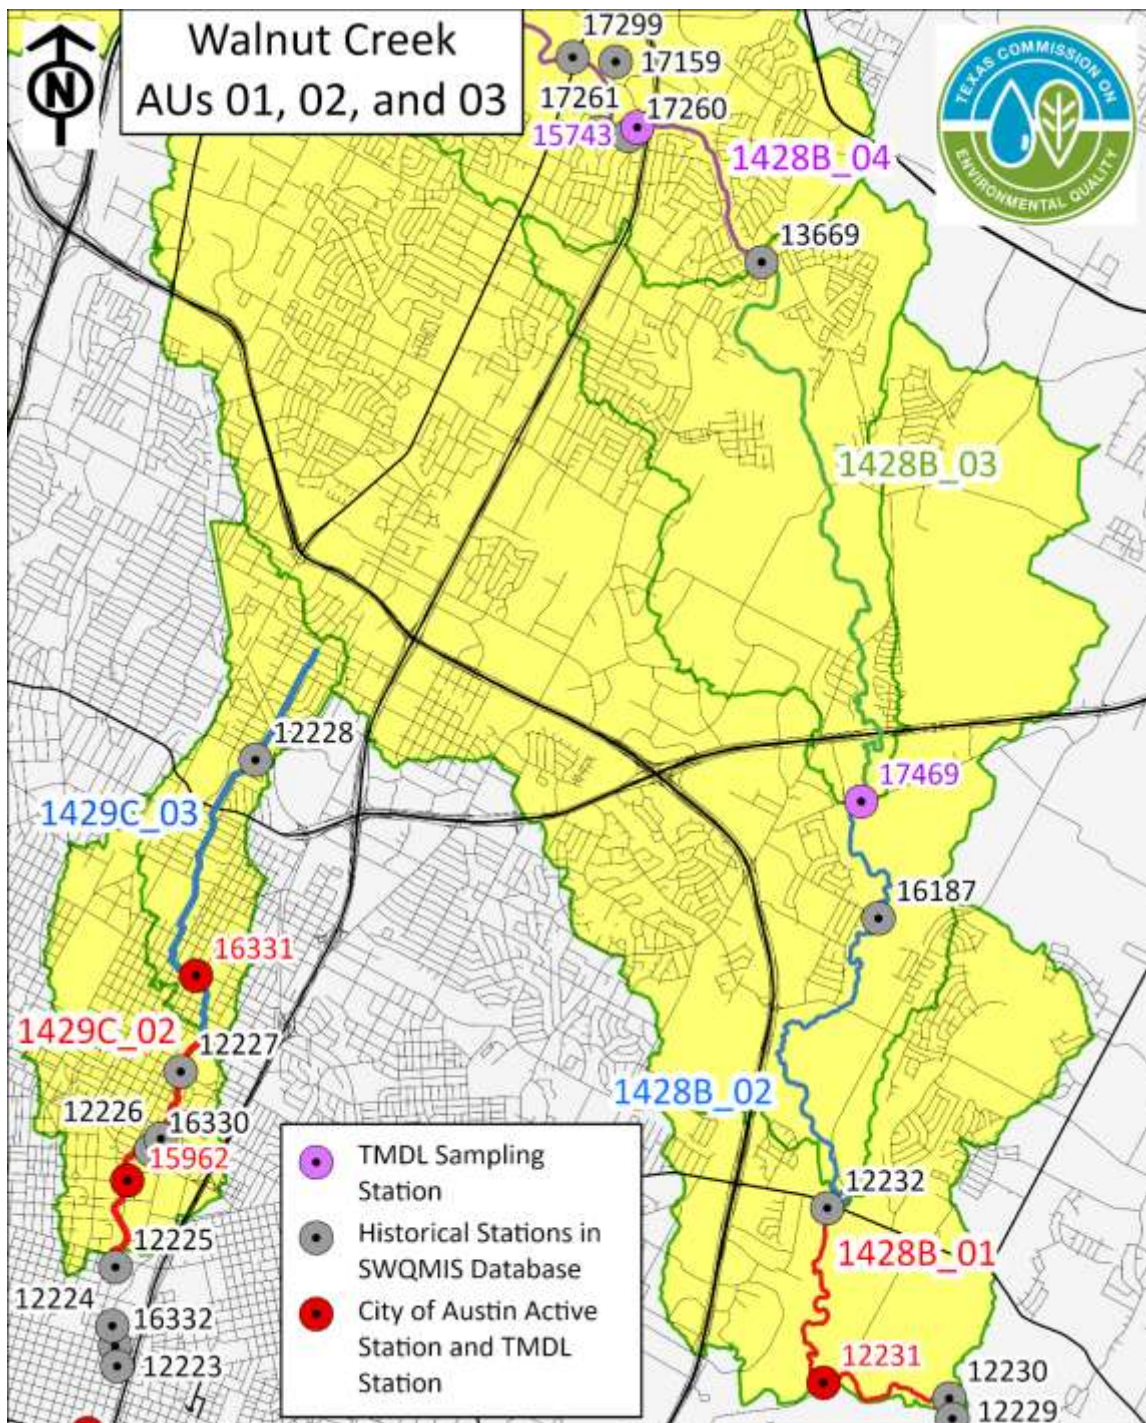 Walnut Creek
AUs 01, 02, and 03
N
TEXAS COMMISSION ON
ENVIRONMENTAL QUALITY
17299
17159
17261
17260
15743
1428B_04
13669
1428B_03
12228
17469
1429C_03
16187
16331
1429C_02
12227
1428B_02
12226
16330
15962
12232
12225
1428B_01
12224
16332
12223
12231
12230
12229
TMDL Sampling
Station
Historical Stations in
SWQMIS Database
City of Austin Active
Station and TMDL
Station